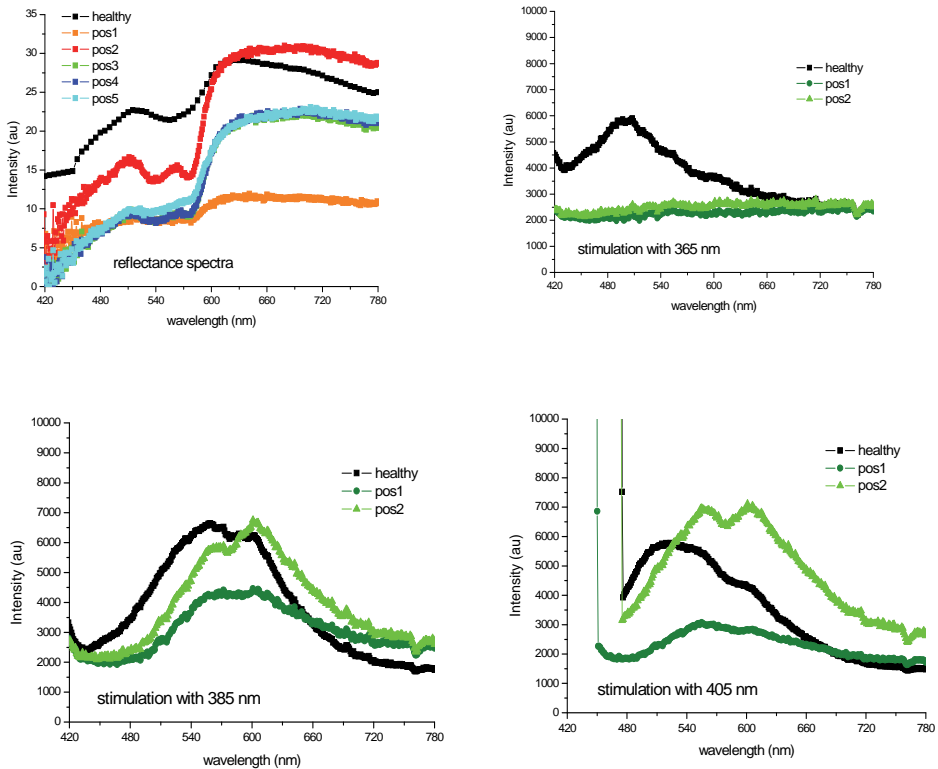 35
30
25
20
15
10
5
0
420 480 540 600 660 720 780
Intensity (au)
wavelength (nm)
healthy
pos1
pos2
pos3
pos4
pos5
reflectance spectra
10000
9000
8000
7000
6000
5000
4000
3000
2000
1000
0
420 480 540 600 660 720 780
Intensity (au)
wavelength (nm)
healthy
pos1
pos2
stimulation with 365 nm
10000
9000
8000
7000
6000
5000
4000
3000
2000
1000
0
420 480 540 600 660 720 780
Intensity (au)
wavelength (nm)
healthy
pos1
pos2
stimulation with 385 nm
10000
9000
8000
7000
6000
5000
4000
3000
2000
1000
0
420 480 540 600 660 720 780
Intensity (au)
wavelength (nm)
healthy
pos1
pos2
stimulation with 405 nm